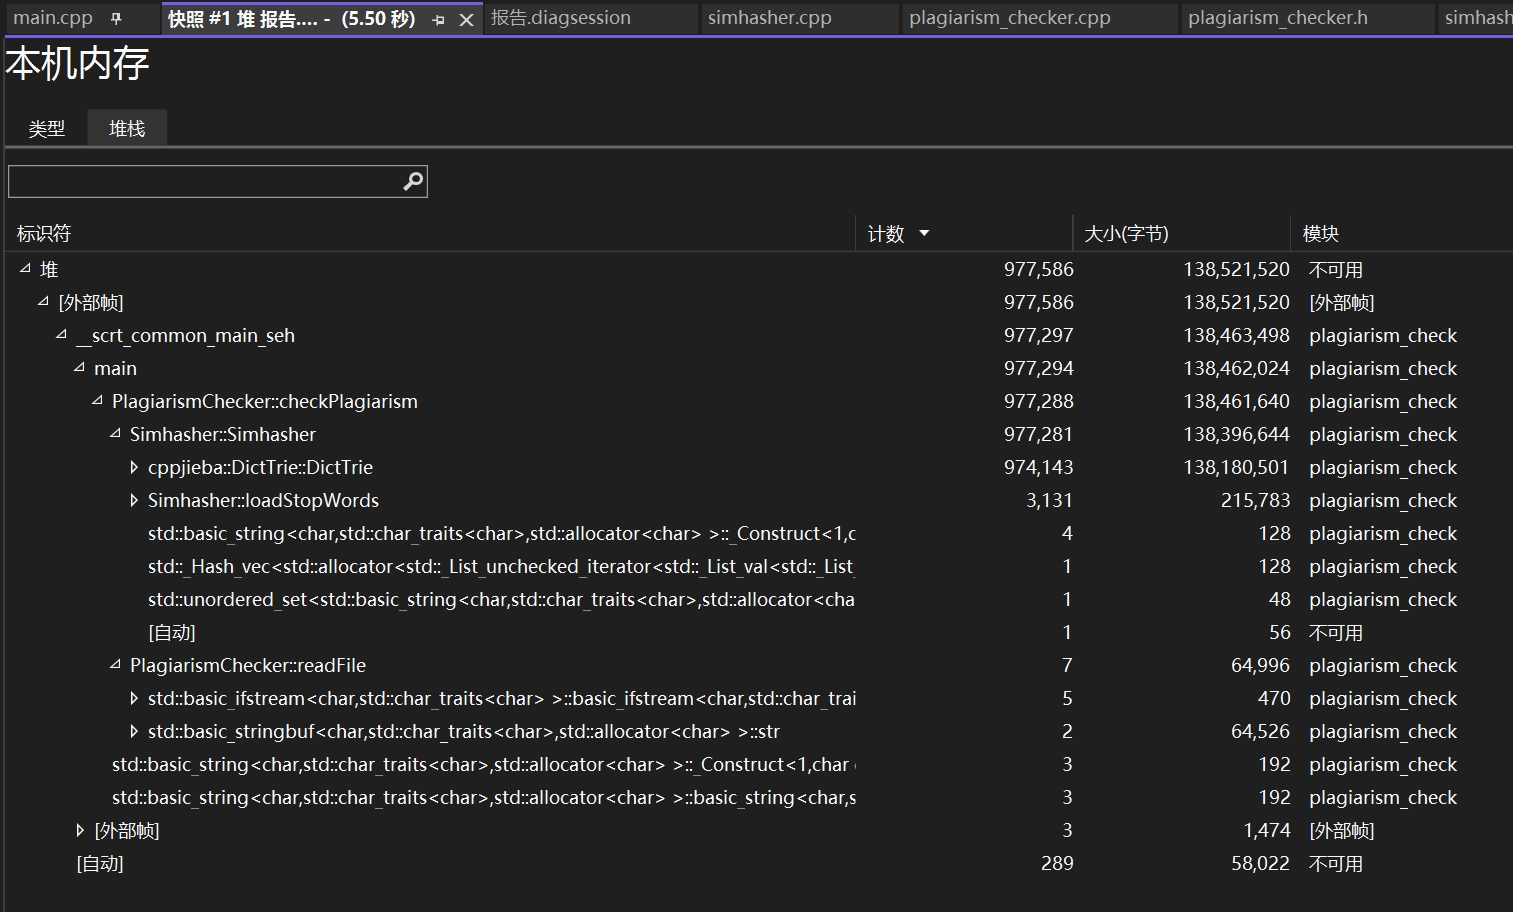 main.cpp 快照 #1 堆 报告.... - (5.50 秒) 报告.diagsession simhasher.cpp plagiarism_checker.cpp plagiarism_checker.h simhash
本机内存
类型 堆栈
标识符 计数 大小(字节) 模块
堆 977,586 138,521,520 不可用
[外部帧] 977,586 138,521,520 [外部帧]
__scrt_common_main_seh 977,297 138,463,498 plagiarism_check
main 977,294 138,462,024 plagiarism_check
PlagiarismChecker::checkPlagiarism 977,288 138,461,640 plagiarism_check
Simhasher::Simhasher 977,281 138,396,644 plagiarism_check
cppjieba::DictTrie::DictTrie 974,143 138,180,501 plagiarism_check
Simhasher::loadStopWords 3,131 215,783 plagiarism_check
std::basic_string<char,std::char_traits<char>,std::allocator<char> >::_Construct<1,c 4 128 plagiarism_check
std::_Hash_vec<std::allocator<std::_List_unchecked_iterator<std::_List_val<std::_List_ 1 128 plagiarism_check
std::unordered_set<std::basic_string<char,std::char_traits<char>,std::allocator<cha 1 48 plagiarism_check
[自动] 1 56 不可用
PlagiarismChecker::readFile 7 64,996 plagiarism_check
std::basic_ifstream<char,std::char_traits<char> >::basic_ifstream<char,std::char_trai 5 470 plagiarism_check
std::basic_stringbuf<char,std::char_traits<char>,std::allocator<char> >::str 2 64,526 plagiarism_check
std::basic_string<char,std::char_traits<char>,std::allocator<char> >::_Construct<1,char 3 192 plagiarism_check
std::basic_string<char,std::char_traits<char>,std::allocator<char> >::basic_string<char,s 3 192 plagiarism_check
[外部帧] 3 1,474 [外部帧]
[自动] 289 58,022 不可用